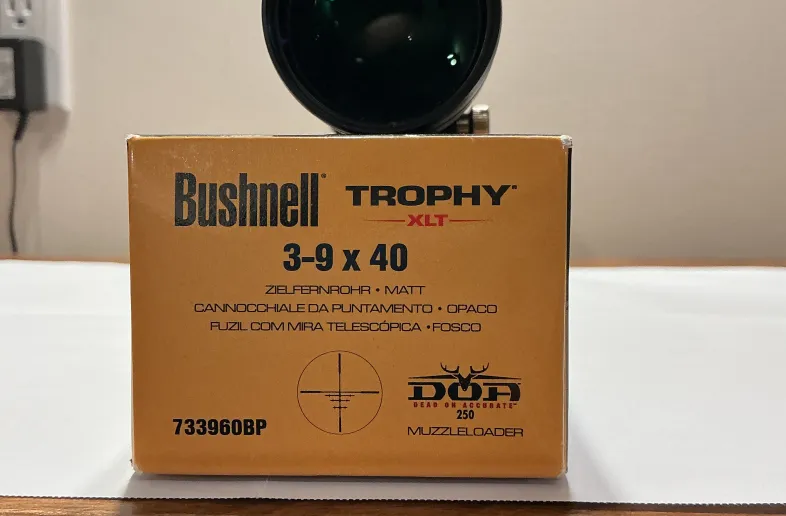 Bushnell® TROPHY®
XLT
3-9 x 40
ZIELFERNROHR • MATT
CANNOCCHIALE DA PUNTAMENTO • OPACO
FUZIL COM MIRA TELESCÓPICA • FOSCO
DOA
DEAD ON ACCURATE™
250
733960BP
MUZZLELOADER